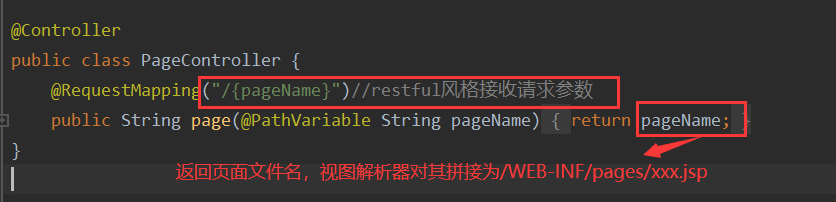 @Controller
public class PageController {
@RequestMapping("/{pageName}")//restful风格接收请求参数
public String page(@PathVariable String pageName) { return pageName; }
}
返回页面文件名，视图解析器对其拼接为/WEB-INF/pages/xxx.jsp